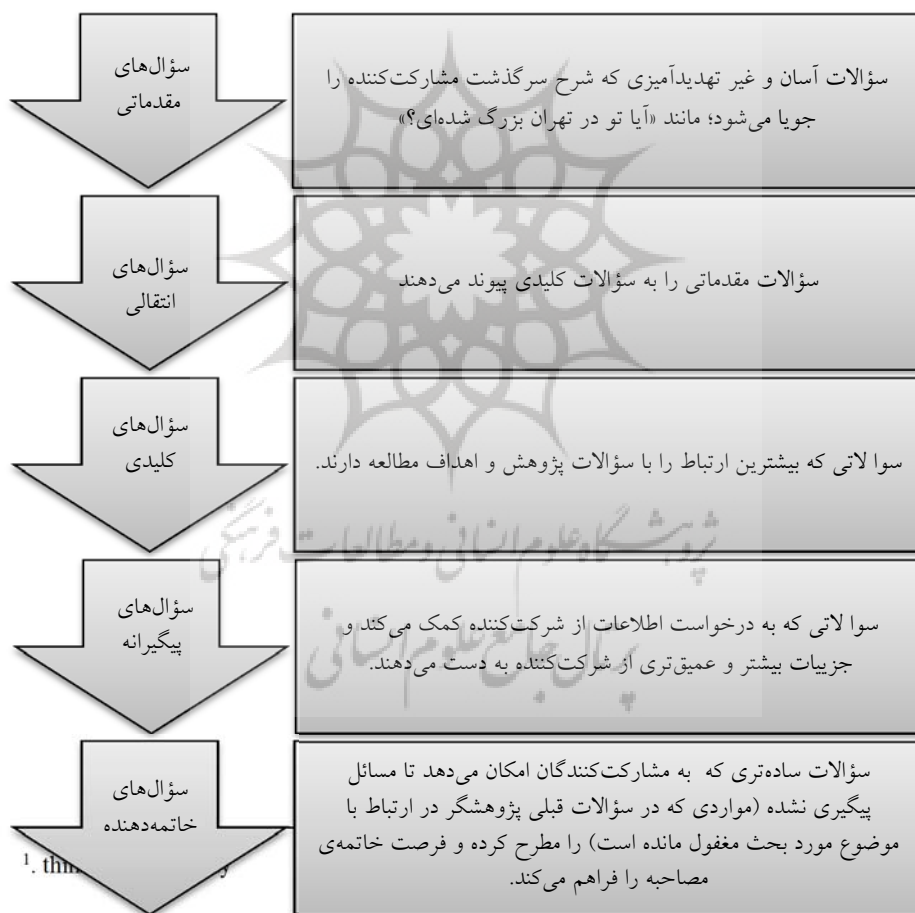 سؤال‌های
مقدماتی
سؤالات آسان و غیر تهدیدآمیزی که شرح سرگذشت مشارکت‌کننده را
جویا می‌شود؛ مانند «آیا تو در تهران بزرگ شده‌ای؟»
سؤال‌های
انتقالی
سؤالات مقدماتی را به سؤالات کلیدی پیوند می‌دهند
سؤال‌های
کلیدی
سوا لاتی که بیشترین ارتباط را با سؤالات پژوهش و اهداف مطالعه دارند.
پژوهشگاه علوم انسانی و مطالعات فرهنگی
سؤال‌های
پیگیرانه
سوا لاتی که به درخواست اطلاعات از شرکت‌کننده کمک می‌کند و
جزییات بیشتر و عمیق‌تری از شرکت‌کننده به دست می‌دهند.
پرتال جامع علوم انسانی
سؤال‌های
خاتمه‌دهنده
سؤالات ساده‌تری که به مشارکت‌کنندگان امکان می‌دهد تا مسائل
پیگیری نشده (مواردی که در سؤالات قبلی پژوهشگر در ارتباط با
موضوع مورد بحث مغفول مانده است) را مطرح کرده و فرصت خاتمه‌ی
مصاحبه را فراهم می‌کند.
1.